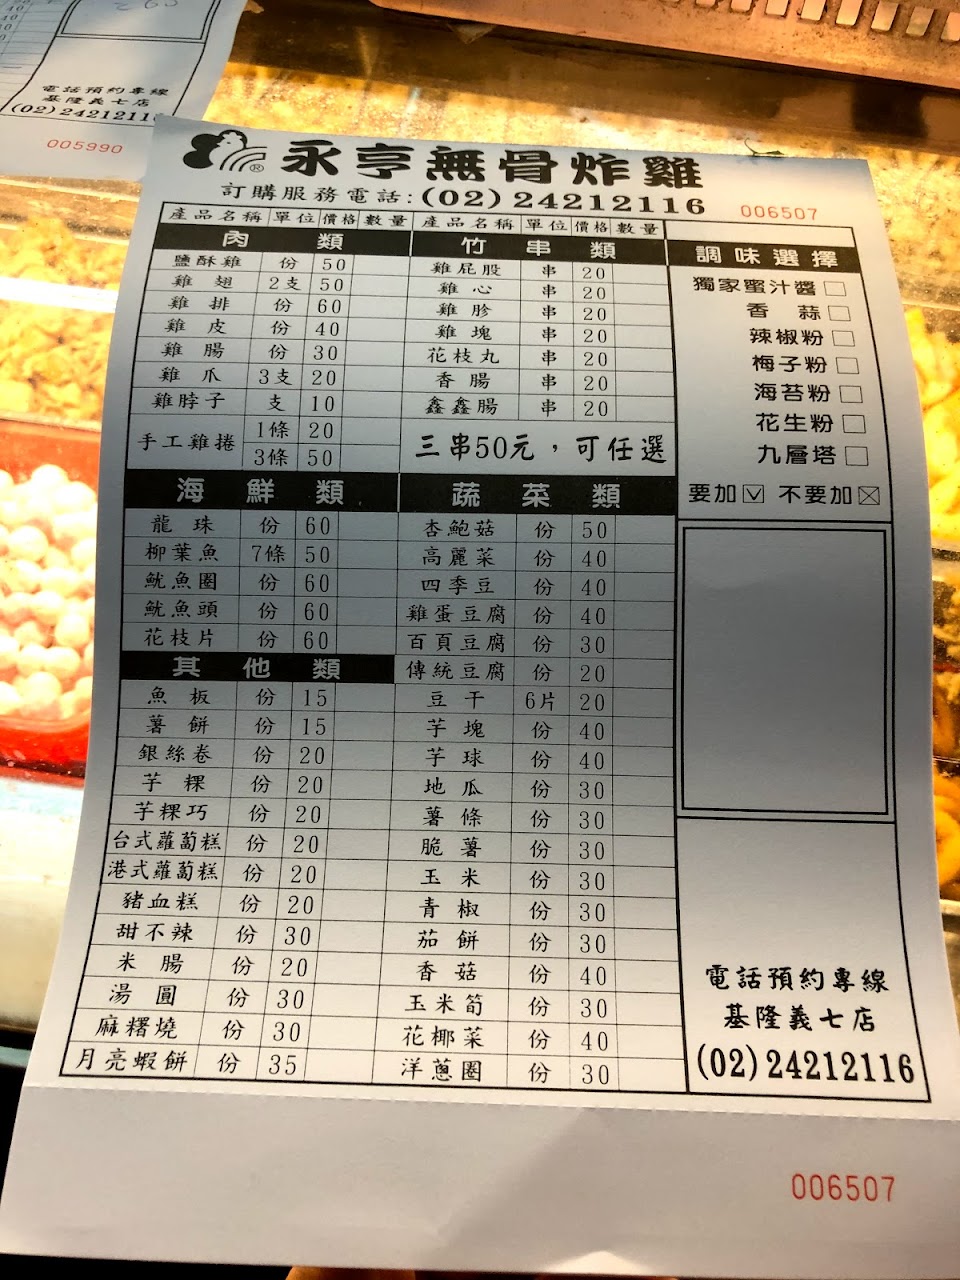 電話預約專線
基隆義七店
(02)2421211
005990
永亨無骨炸雞
訂購服務電話:(02)24212116
006507
產品名稱 單位 價格 數量 產品名稱 單位 價格 數量
肉類
鹽酥雞 份 50
雞翅 2支 50
雞排 份 60
雞皮 份 40
雞腸 份 30
雞爪 3支 20
雞脖子 支 10
手工雞捲 1條 20
3條 50
海鮮類
龍珠 份 60
柳葉魚 7條 50
魷魚圈 份 60
魷魚頭 份 60
花枝片 份 60
其他類
魚板 份 15
薯餅 份 15
銀絲卷 份 20
芋粿 份 20
芋粿巧 份 20
台式蘿蔔糕 份 20
港式蘿蔔糕 份 20
豬血糕 份 20
甜不辣 份 30
米腸 份 20
湯圓 份 30
麻糬燒 份 30
月亮蝦餅 份 35
竹串類
雞屁股 串 20
雞心 串 20
雞胗 串 20
雞塊 串 20
花枝丸 串 20
香腸 串 20
鑫鑫腸 串 20
三串50元，可任選
蔬菜類
杏鮑菇 份 50
高麗菜 份 40
四季豆 份 40
雞蛋豆腐 份 40
百頁豆腐 份 30
傳統豆腐 份 20
豆干 6片 20
芋塊 份 40
芋球 份 40
地瓜 份 30
薯條 份 30
脆薯 份 30
玉米 份 30
青椒 份 30
茄餅 份 30
香菇 份 40
玉米筍 份 30
花椰菜 份 40
洋蔥圈 份 30
調味選擇
獨家蜜汁醬□
香蒜□
辣椒粉□
梅子粉□
海苔粉□
花生粉□
九層塔□
要加☑ 不要加☒
電話預約專線
基隆義七店
(02)24212116
006507